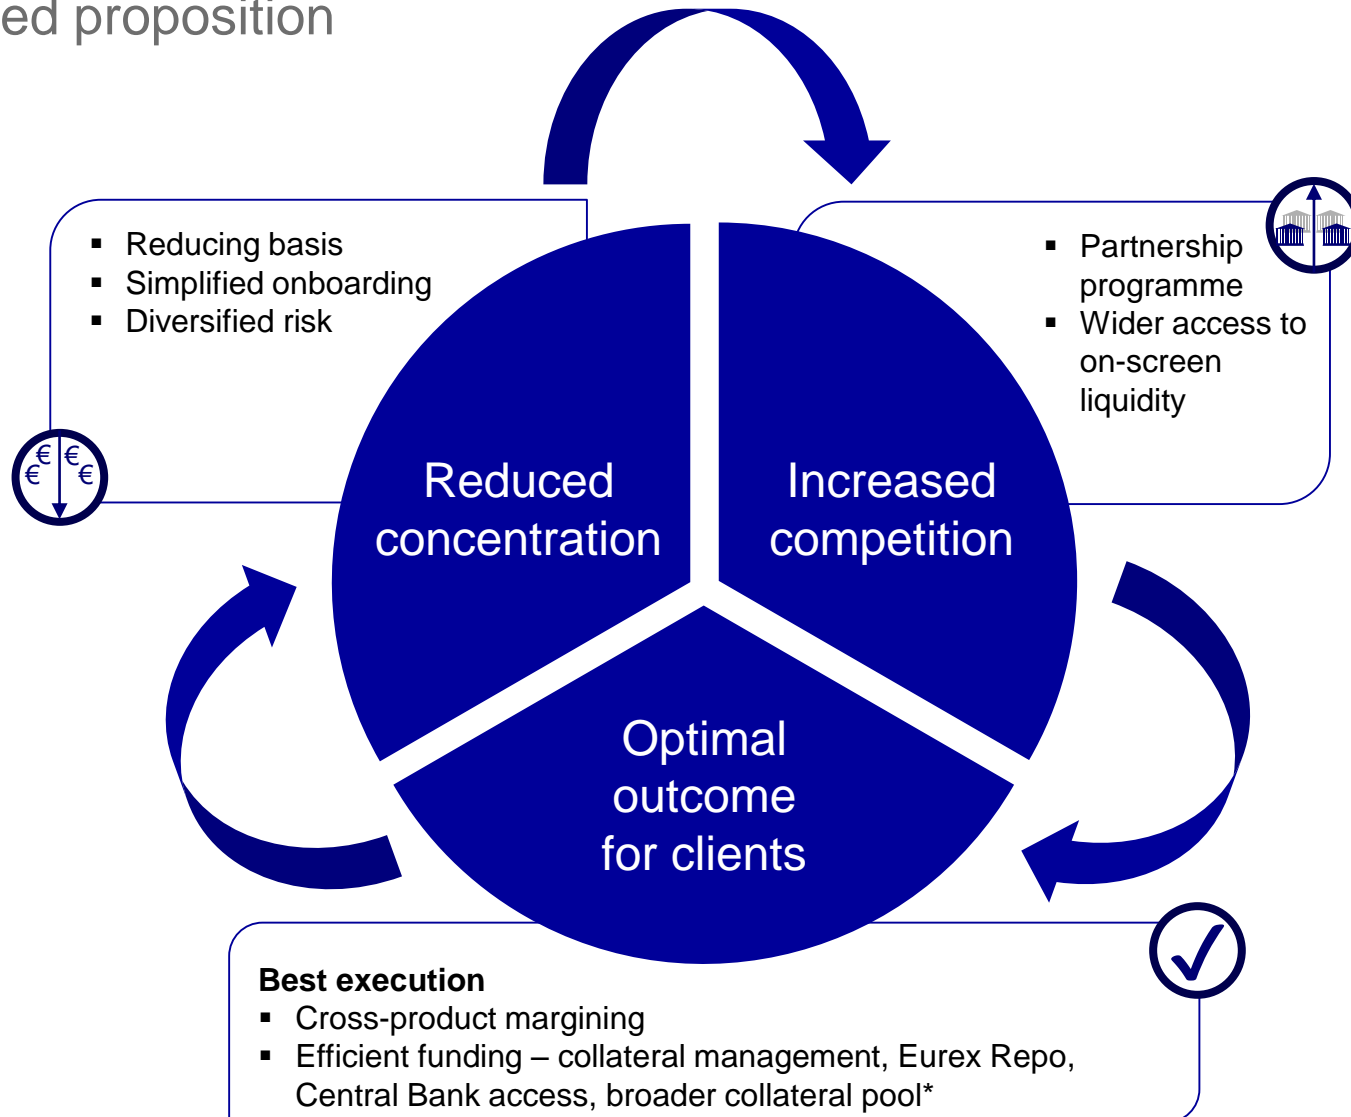 ed proposition
▪ Reducing basis
▪ Simplified onboarding
▪ Diversified risk
▪ Partnership
programme
▪ Wider access to
on-screen
liquidity
€ € € €
Reduced
concentration
Increased
competition
Optimal
outcome
for clients
Best execution
▪ Cross-product margining
▪ Efficient funding – collateral management, Eurex Repo,
Central Bank access, broader collateral pool*